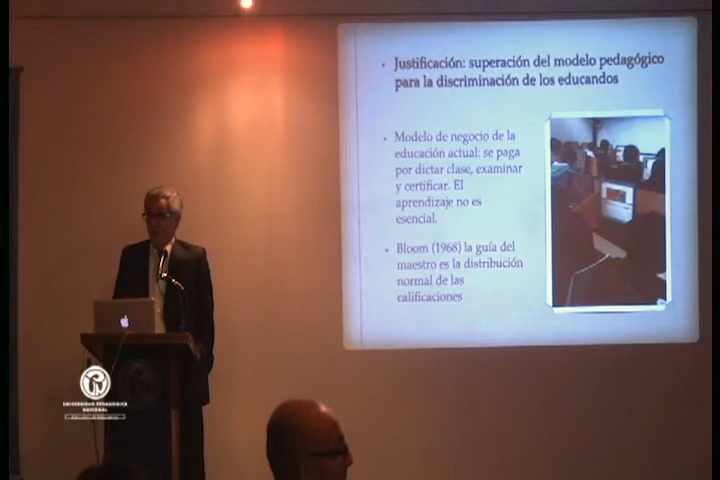 Justificación: superación del modelo pedagógico
para la discriminación de los educandos
Modelo de negocio de la
educación actual: se paga
por dictar clase, examinar
y certificar. El
aprendizaje no es
esencial.
Bloom (1968) la guía del
maestro es la distribución
normal de las
calificaciones
UNIVERSIDAD PEDAGOGICA
NACIONAL